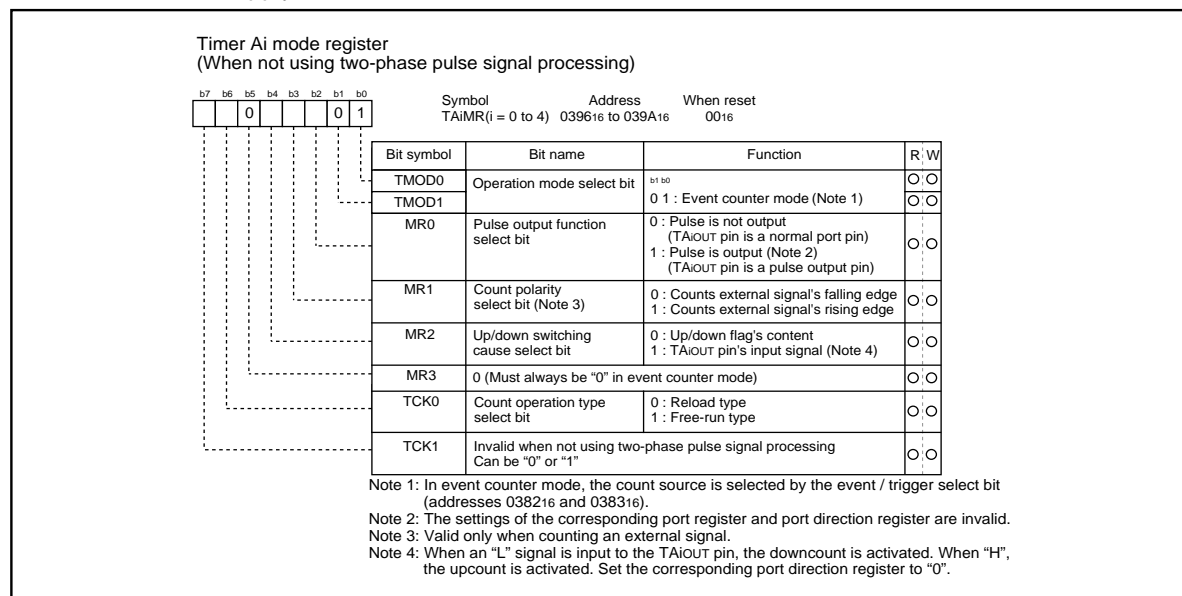 Timer Ai mode register
(When not using two-phase pulse signal processing)
b7 b6 b5 b4 b3 b2 b1 b0
0 0 1
Symbol Address When reset
TAiMR(i = 0 to 4) 039616 to 039A16 0016
Bit symbol Bit name Function R W
TMOD0 Operation mode select bit b1 b0
TMOD1 0 1 : Event counter mode (Note 1)
MR0 Pulse output function 0 : Pulse is not output
select bit (TAiOUT pin is a normal port pin)
1 : Pulse is output (Note 2)
(TAiOUT pin is a pulse output pin)
MR1 Count polarity
select bit (Note 3) 0 : Counts external signal's falling edge
1 : Counts external signal's rising edge
MR2 Up/down switching 0 : Up/down flag's content
cause select bit 1 : TAiOUT pin's input signal (Note 4)
MR3 0 (Must always be “0” in event counter mode)
TCK0 Count operation type 0 : Reload type
select bit 1 : Free-run type
TCK1 Invalid when not using two-phase pulse signal processing
Can be “0” or “1”
Note 1: In event counter mode, the count source is selected by the event / trigger select bit
(addresses 038216 and 038316).
Note 2: The settings of the corresponding port register and port direction register are invalid.
Note 3: Valid only when counting an external signal.
Note 4: When an “L” signal is input to the TAiOUT pin, the downcount is activated. When “H”,
the upcount is activated. Set the corresponding port direction register to “0”.